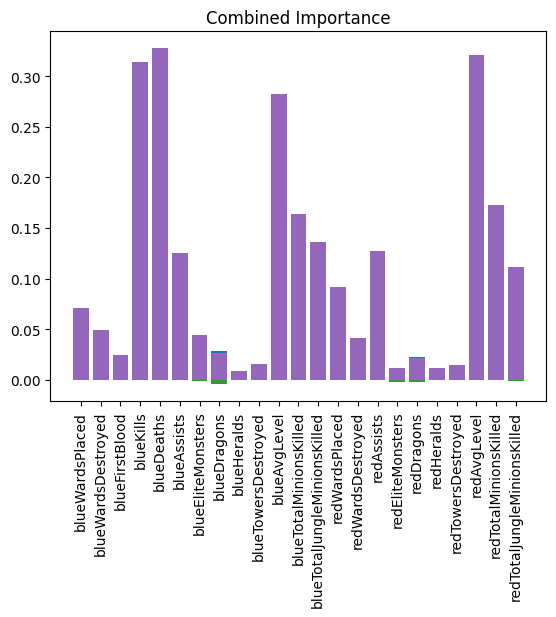 Combined Importance
0.30
0.25
0.20
0.15
0.10
0.05
0.00
blueWardsPlaced
blueWardsDestroyed
blueFirstBlood
blueKills
blueDeaths
blueAssists
blueEliteMonsters
blueDragons
blueHeralds
blueTowersDestroyed
blueAvgLevel
blueTotalMinionsKilled
blueTotalJungleMinionsKilled
redWardsPlaced
redWardsDestroyed
redAssists
redEliteMonsters
redDragons
redHeralds
redTowersDestroyed
redAvgLevel
redTotalMinionsKilled
redTotalJungleMinionsKilled